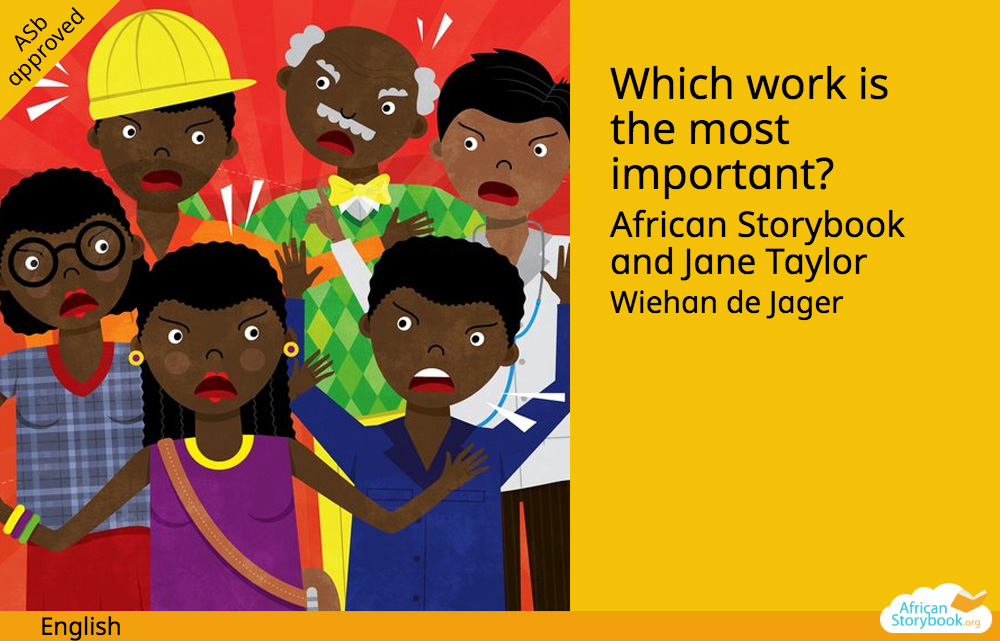 ASb
approved
Which work is
the most
important?
African Storybook
and Jane Taylor
Wiehan de Jager
English
African
Storybook.org